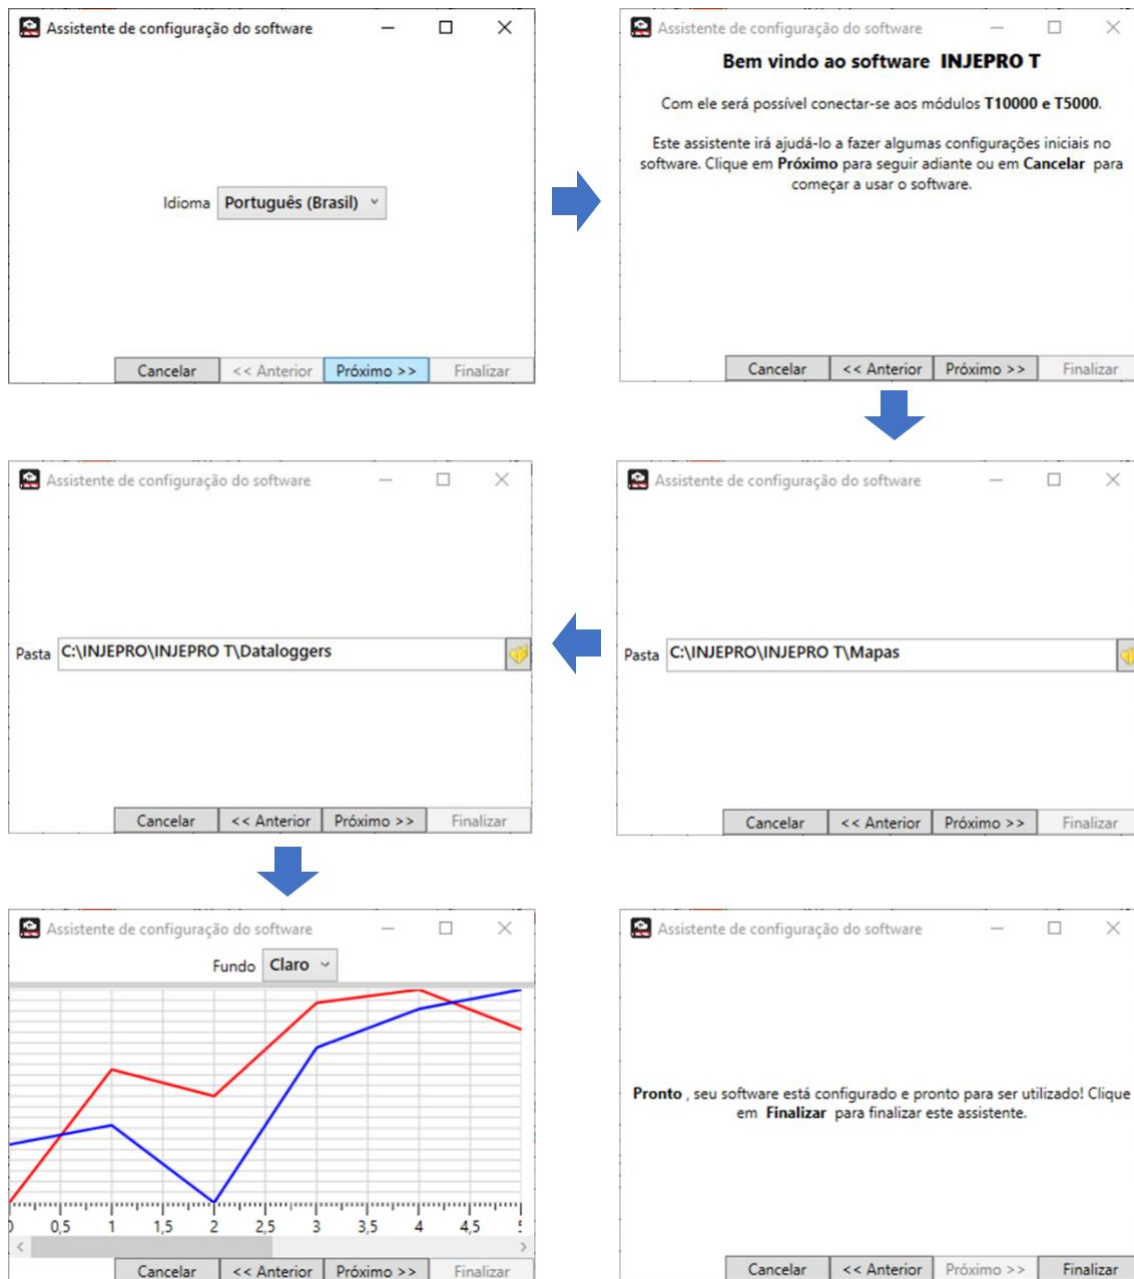 Assistente de configuração do software
Idioma Português (Brasil)
Cancelar << Anterior Próximo >> Finalizar
Assistente de configuração do software
Bem vindo ao software INJEPRO T
Com ele será possível conectar-se aos módulos T10000 e T5000.
Este assistente irá ajudá-lo a fazer algumas configurações iniciais no
software. Clique em Próximo para seguir adiante ou em Cancelar para
começar a usar o software.
Cancelar << Anterior Próximo >> Finalizar
Assistente de configuração do software
Pasta C:\INJEPRO\INJEPRO T\Mapas
Cancelar << Anterior Próximo >> Finalizar
Assistente de configuração do software
Pasta C:\INJEPRO\INJEPRO T\Dataloggers
Cancelar << Anterior Próximo >> Finalizar
Assistente de configuração do software
Fundo Claro
0,5 1 1,5 2 2,5 3 3,5 4 4,5
Cancelar << Anterior Próximo >> Finalizar
Assistente de configuração do software
Pronto , seu software está configurado e pronto para ser utilizado! Clique
em Finalizar para finalizar este assistente.
Cancelar << Anterior Próximo >> Finalizar